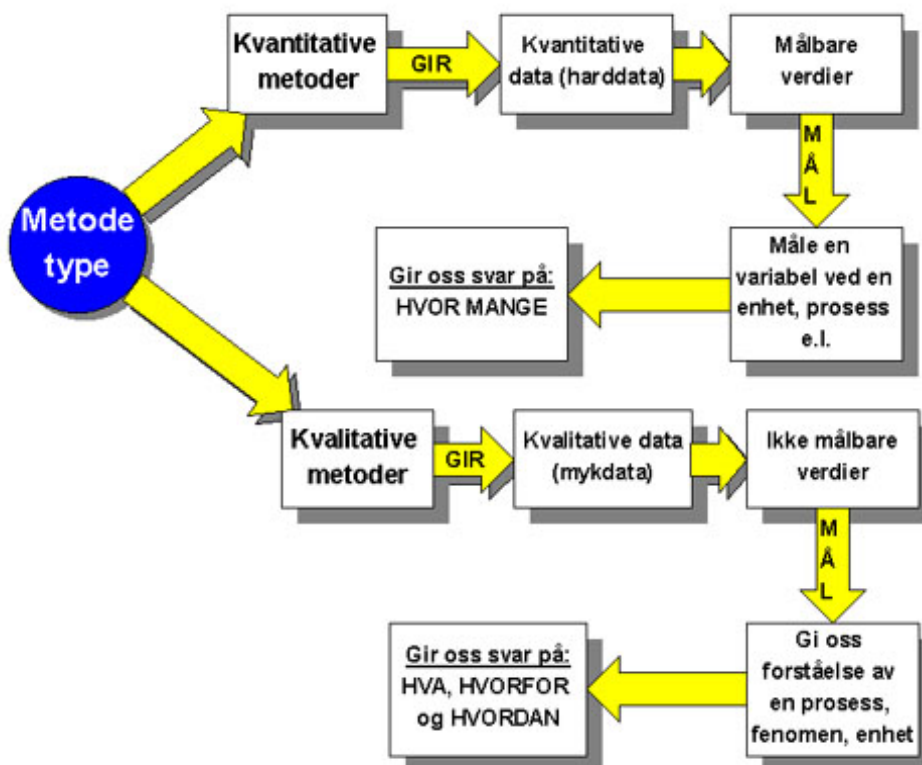 Metode
type
Kvantitative
metoder
GIR
Kvantitative
data (harddata)
Målbare
verdier
MÅL
Måle en
variabel ved en
enhet, prosess
e.l.
Gir oss svar på:
HVOR MANGE
Kvalitative
metoder
GIR
Kvalitative data
(mykdata)
Ikke målbare
verdier
MÅL
Gi oss
forståelse av
en prosess,
fenomen, enhet
Gir oss svar på:
HVA, HVORFOR
og HVORDAN